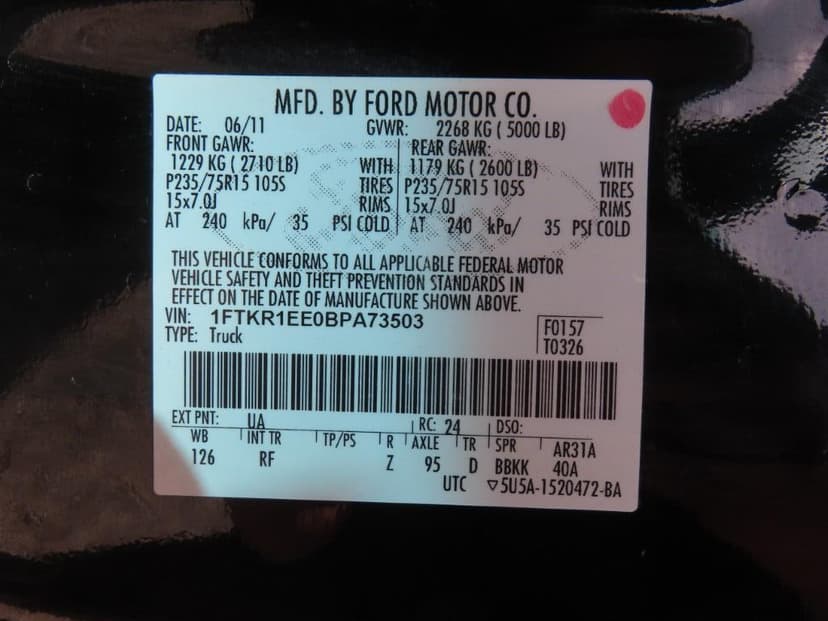 MFD. BY FORD MOTOR CO.
DATE: 06/11 GVWR: 2268 KG ( 5000 LB)
FRONT GAWR: REAR GAWR:
1229 KG ( 2710 LB) WITH 1179 KG ( 2600 LB) WITH
P235/75R15 105S TIRES P235/75R15 105S TIRES
15x7.0J RIMS 15x7.0J RIMS
AT 240 kPa/ 35 PSI COLD AT 240 kPa/ 35 PSI COLD
THIS VEHICLE CONFORMS TO ALL APPLICABLE FEDERAL MOTOR
VEHICLE SAFETY AND THEFT PREVENTION STANDARDS IN
EFFECT ON THE DATE OF MANUFACTURE SHOWN ABOVE.
VIN: 1FTKR1EE0BPA73503 F0157
TYPE: Truck T0326
EXT PNT: UA RC: 24 DSO:
WB INT TR TP/PS R AXLE TR SPR AR31A
126 RF Z 95 D BBKK 40A
UTC ▽5U5A-1520472-BA